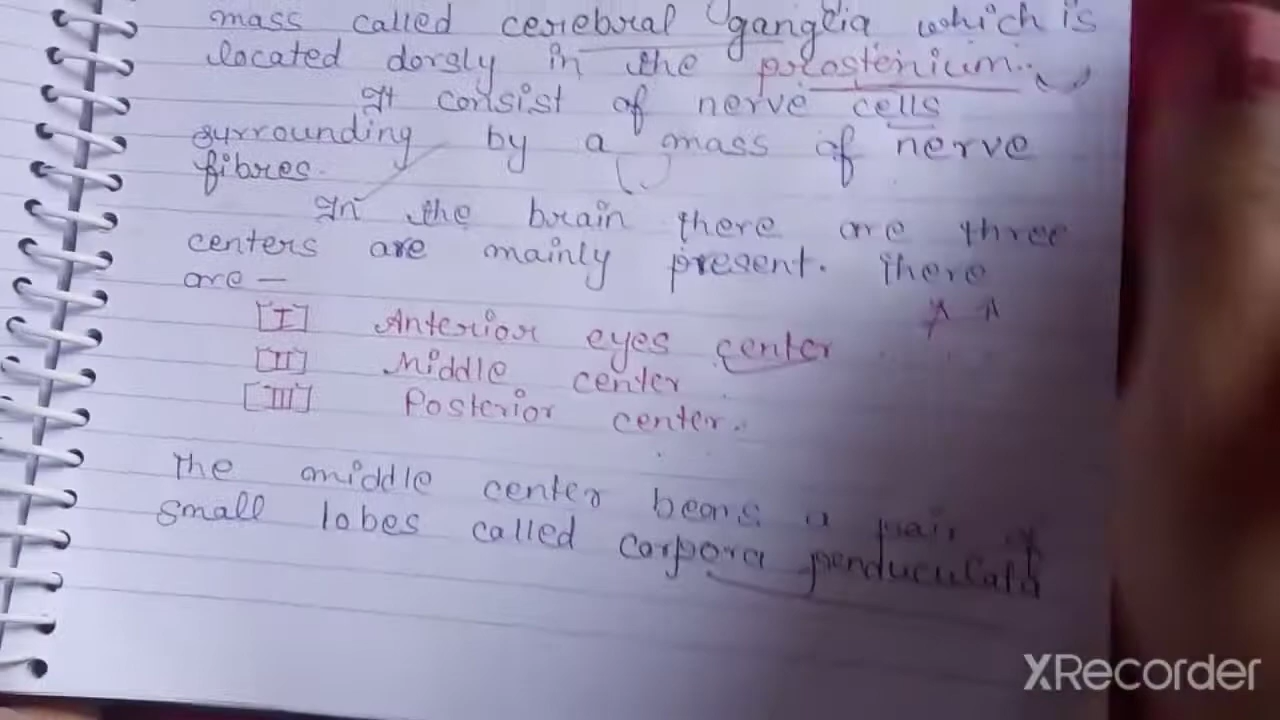 mass called cerebral ganglia which is
located dorsly in the prostenium.
It consist of nerve cells
surrounding by a mass of nerve
fibres.
In the brain there are three
centers are mainly present. There
are —
[I] Anterior eyes center
[II] Middle center
[III] Posterior center.
The middle center bears a pair of
small lobes called corpora
XRecorder